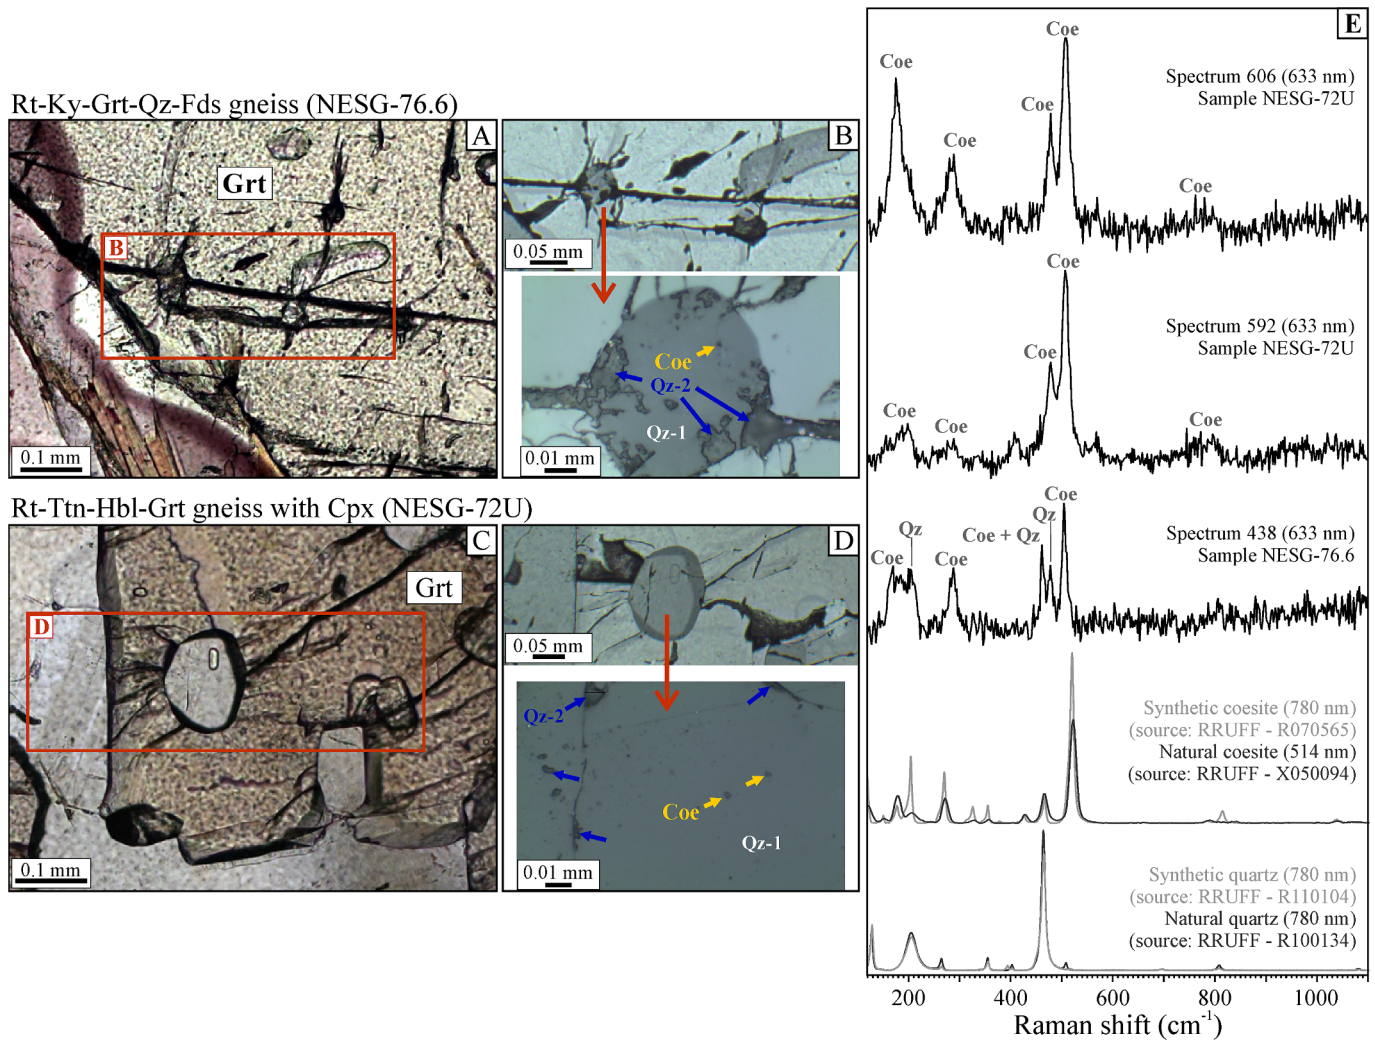 Rt-Ky-Grt-Qz-Fds gneiss (NESG-76.6)
A
Grt
B
0.1 mm
B
0.05 mm
Coe
Qz-2
Qz-1
0.01 mm
Rt-Ttn-Hbl-Grt gneiss with Cpx (NESG-72U)
C
Grt
D
0.1 mm
D
0.05 mm
Qz-2
Coe
Qz-1
0.01 mm
E
Coe
Coe
Coe
Coe
Coe
Spectrum 606 (633 nm)
Sample NESG-72U
Coe
Coe
Coe
Coe
Coe
Spectrum 592 (633 nm)
Sample NESG-72U
Coe
Qz
Coe + Qz
Qz
Coe
Coe
Spectrum 438 (633 nm)
Sample NESG-76.6
Synthetic coesite (780 nm)
(source: RRUFF - R070565)
Natural coesite (514 nm)
(source: RRUFF - X050094)
Synthetic quartz (780 nm)
(source: RRUFF - R110104)
Natural quartz (780 nm)
(source: RRUFF - R100134)
200 400 600 800 1000
Raman shift (cm⁻¹)